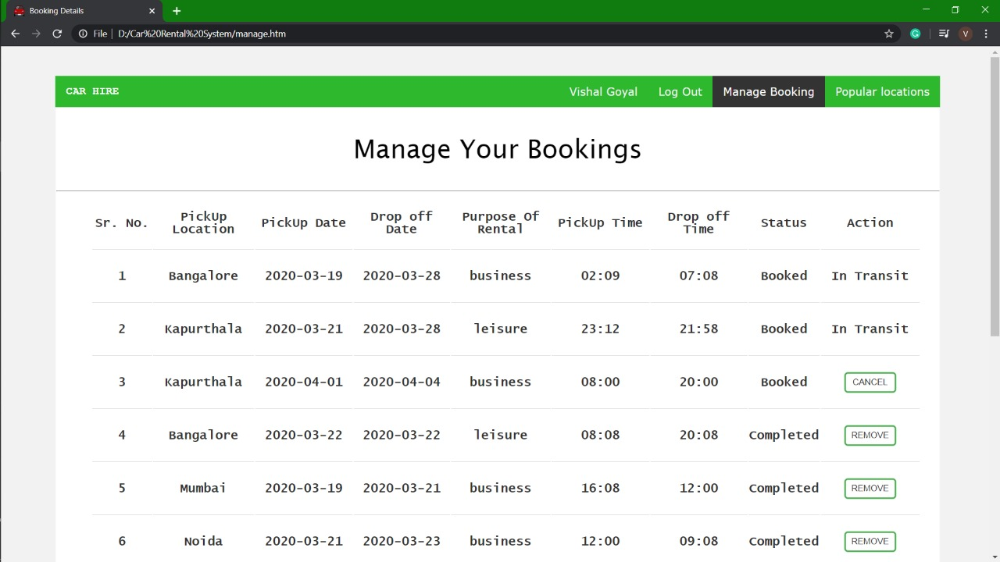 Booking Details
File D:/Car%20Rental%20System/manage.htm
V
CAR HIRE Vishal Goyal Log Out Manage Booking Popular locations
Manage Your Bookings
Sr. No. PickUp Location PickUp Date Drop off Date Purpose Of Rental PickUp Time Drop off Time Status Action
1 Bangalore 2020-03-19 2020-03-28 business 02:09 07:08 Booked In Transit
2 Kapurthala 2020-03-21 2020-03-28 leisure 23:12 21:58 Booked In Transit
3 Kapurthala 2020-04-01 2020-04-04 business 08:00 20:00 Booked CANCEL
4 Bangalore 2020-03-22 2020-03-22 leisure 08:08 20:08 Completed REMOVE
5 Mumbai 2020-03-19 2020-03-21 business 16:08 12:00 Completed REMOVE
6 Noida 2020-03-21 2020-03-23 business 12:00 09:08 Completed REMOVE